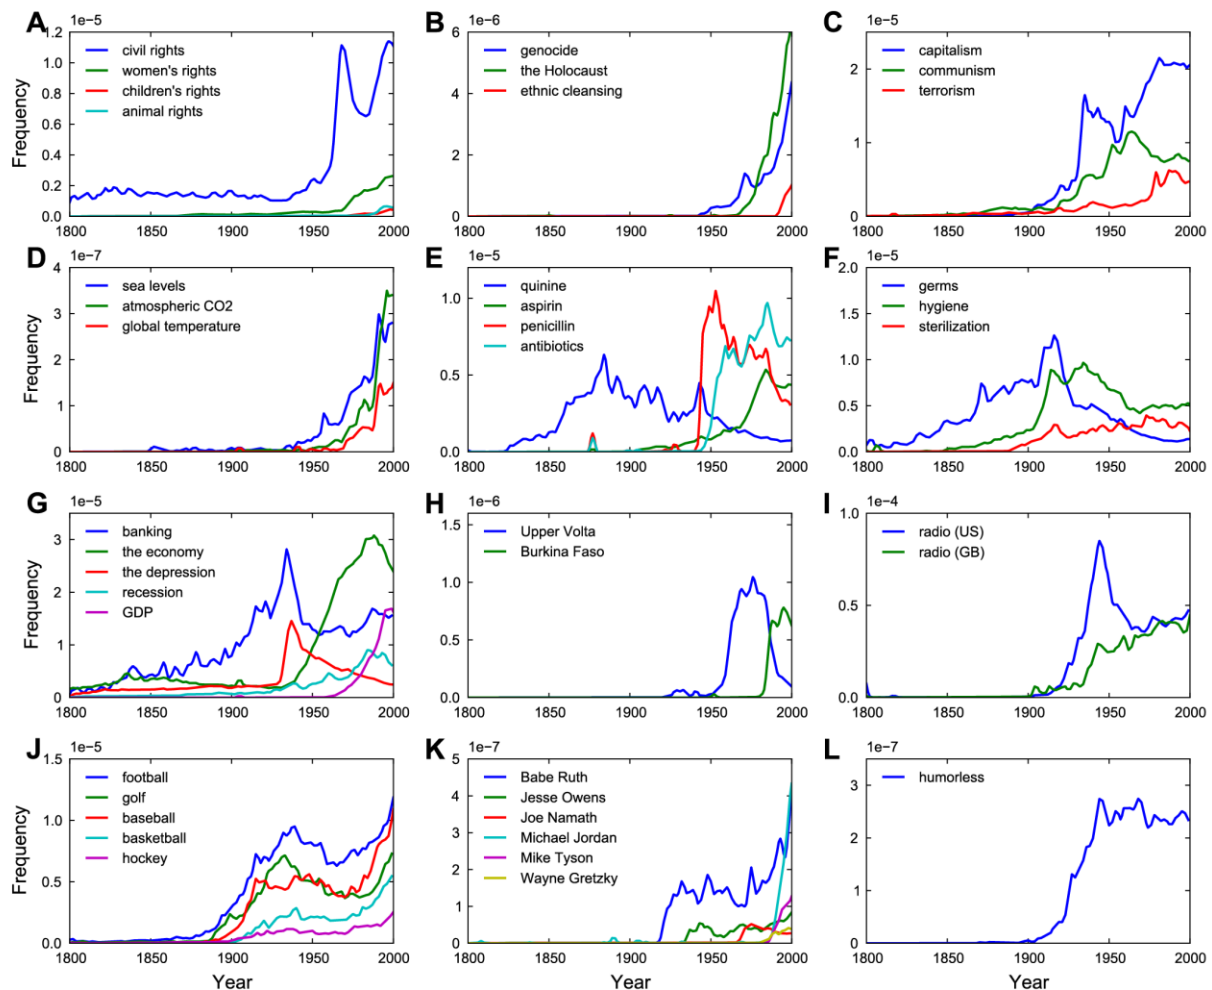 A
1e−5
Frequency
1.2
1.0
0.8
0.6
0.4
0.2
0.0
civil rights
women's rights
children's rights
animal rights
1800
1850
1900
1950
2000
B
1e−6
6
4
2
0
genocide
the Holocaust
ethnic cleansing
1800
1850
1900
1950
2000
C
1e−5
2
1
0
capitalism
communism
terrorism
1800
1850
1900
1950
2000
D
1e−7
Frequency
4
3
2
1
0
sea levels
atmospheric CO2
global temperature
1800
1850
1900
1950
2000
E
1e−5
1.0
0.5
0.0
quinine
aspirin
penicillin
antibiotics
1800
1850
1900
1950
2000
F
1e−5
2.0
1.5
1.0
0.5
0.0
germs
hygiene
sterilization
1800
1850
1900
1950
2000
G
1e−5
Frequency
3
2
1
0
banking
the economy
the depression
recession
GDP
1800
1850
1900
1950
2000
H
1e−6
1.5
1.0
0.5
0.0
Upper Volta
Burkina Faso
1800
1850
1900
1950
2000
I
1e−4
1.0
0.5
0.0
radio (US)
radio (GB)
1800
1850
1900
1950
2000
J
1e−5
Frequency
1.5
1.0
0.5
0.0
football
golf
baseball
basketball
hockey
1800
1850
1900
1950
2000
Year
K
1e−7
5
4
3
2
1
0
Babe Ruth
Jesse Owens
Joe Namath
Michael Jordan
Mike Tyson
Wayne Gretzky
1800
1850
1900
1950
2000
Year
L
1e−7
3
2
1
0
humorless
1800
1850
1900
1950
2000
Year